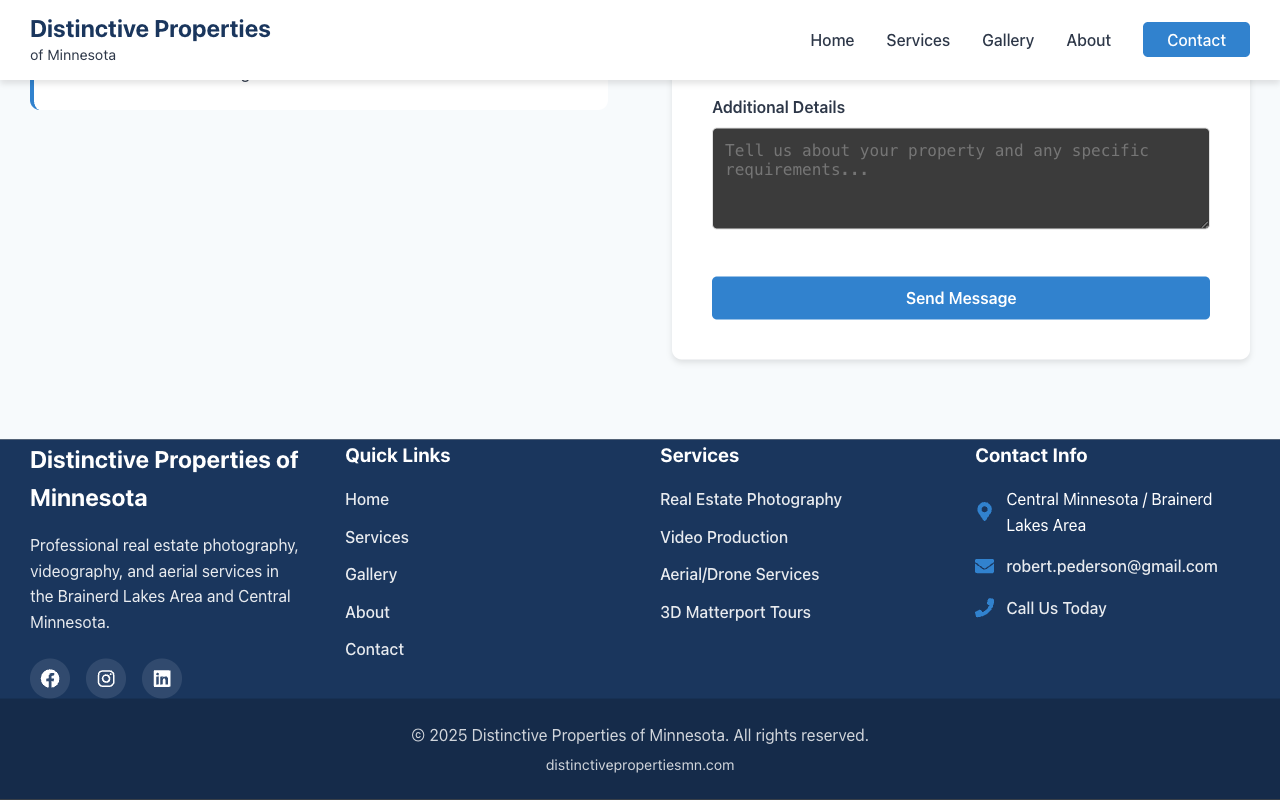 Distinctive Properties
of Minnesota
Home
Services
Gallery
About
Contact
Additional Details
Tell us about your property and any specific
requirements...
Send Message
Distinctive Properties of
Minnesota
Professional real estate photography,
videography, and aerial services in
the Brainerd Lakes Area and Central
Minnesota.
Quick Links
Home
Services
Gallery
About
Contact
Services
Real Estate Photography
Video Production
Aerial/Drone Services
3D Matterport Tours
Contact Info
Central Minnesota / Brainerd
Lakes Area
robert.pederson@gmail.com
Call Us Today
© 2025 Distinctive Properties of Minnesota. All rights reserved.
distinctivepropertiesmn.com